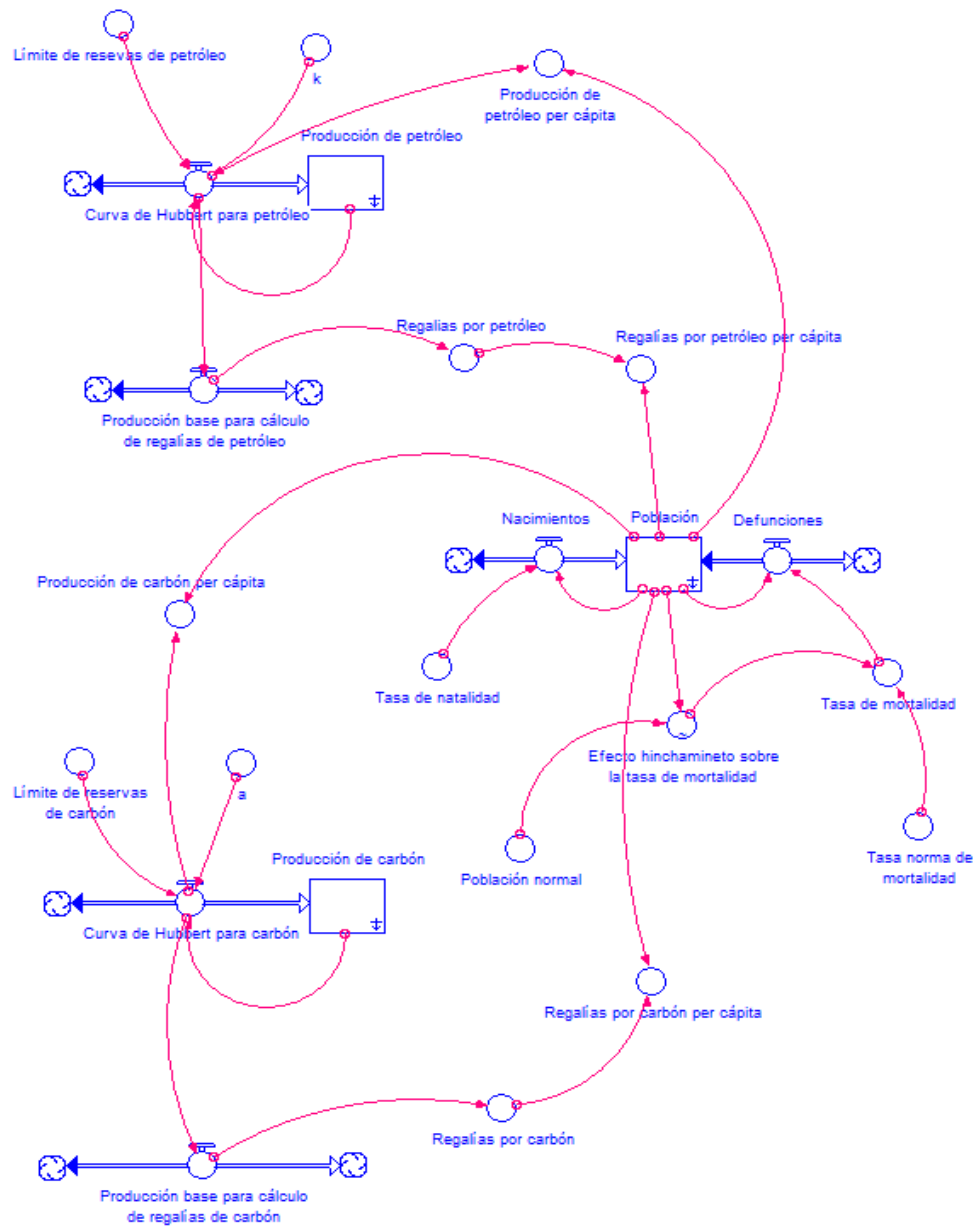 Límite de resevas de petróleo
k
Producción de
petróleo per cápita
Producción de petróleo
Curva de Hubbert para petróleo
Regalias por petróleo
Regalías por petróleo per cápita
Producción base para cálculo
de regalías de petróleo
Nacimientos
Población
Defunciones
Producción de carbón per cápita
Tasa de natalidad
Tasa de mortalidad
Efecto hinchamineto sobre
la tasa de mortalidad
Límite de reservas
de carbón
a
Producción de carbón
Población normal
Tasa norma de
mortalidad
Curva de Hubbert para carbón
Regalías por carbón per cápita
Regalías por carbón
Producción base para cálculo
de regalías de carbón